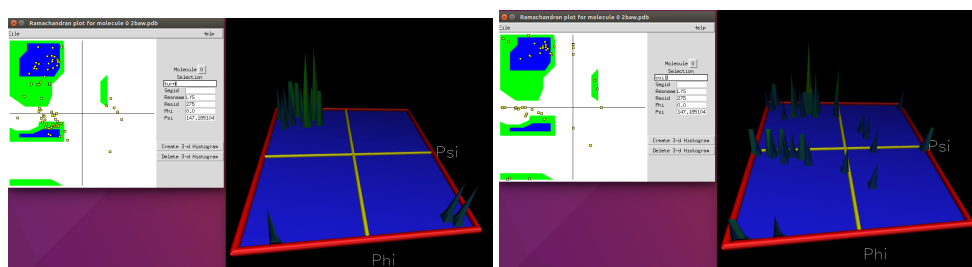 Ramachandran plot for molecule 0 2baw.pdb
File Help
Molecule 0
Selection
turn
Segid
Resname LYS
Resid 275
Phi 0.0
Psi 147.189104
Create 3-d Histogram
Delete 3-d Histogram
Psi
Phi
Ramachandran plot for molecule 0 2baw.pdb
File Help
Molecule 0
Selection
coil
Segid
Resname LYS
Resid 275
Phi 0.0
Psi 147.189104
Create 3-d Histogram
Delete 3-d Histogram
Psi
Phi